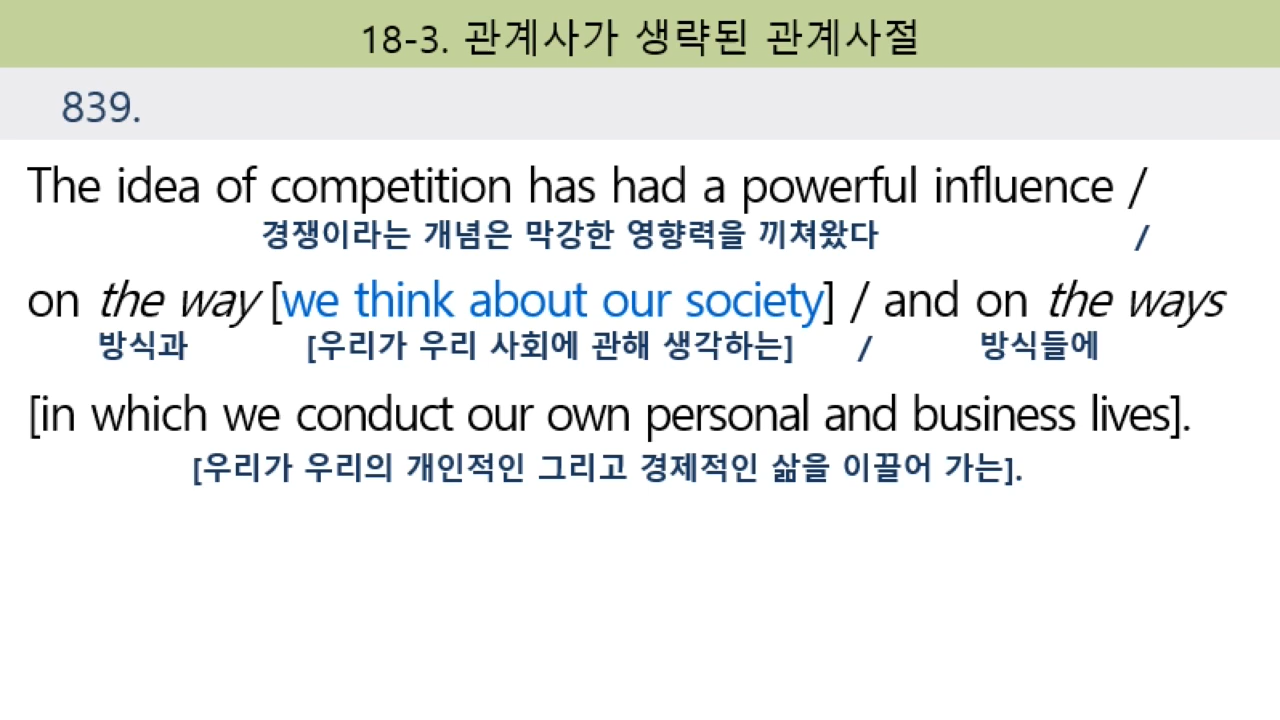 18-3. 관계사가 생략된 관계사절
839.
The idea of competition has had a powerful influence /
경쟁이라는 개념은 막강한 영향력을 끼쳐왔다 /
on the way [we think about our society] / and on the ways
방식과 [우리가 우리 사회에 관해 생각하는] / 방식들에
[in which we conduct our own personal and business lives].
[우리가 우리의 개인적인 그리고 경제적인 삶을 이끌어 가는].